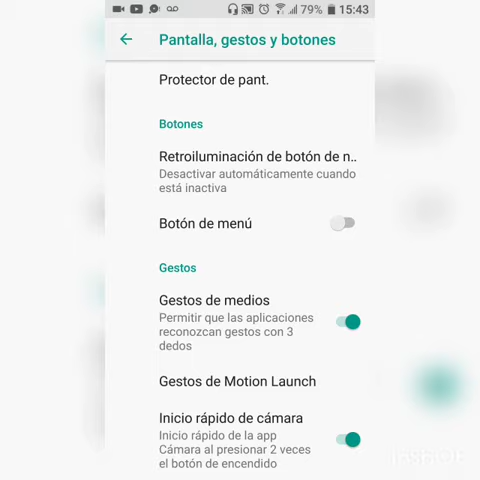 79% 15:43
Pantalla, gestos y botones
Protector de pant.
Botones
Retroiluminación de botón de n..
Desactivar automáticamente cuando
está inactiva
Botón de menú
Gestos
Gestos de medios
Permitir que las aplicaciones
reconozcan gestos con 3
dedos
Gestos de Motion Launch
Inicio rápido de cámara
Inicio rápido de la app
Cámara al presionar 2 veces
el botón de encendido